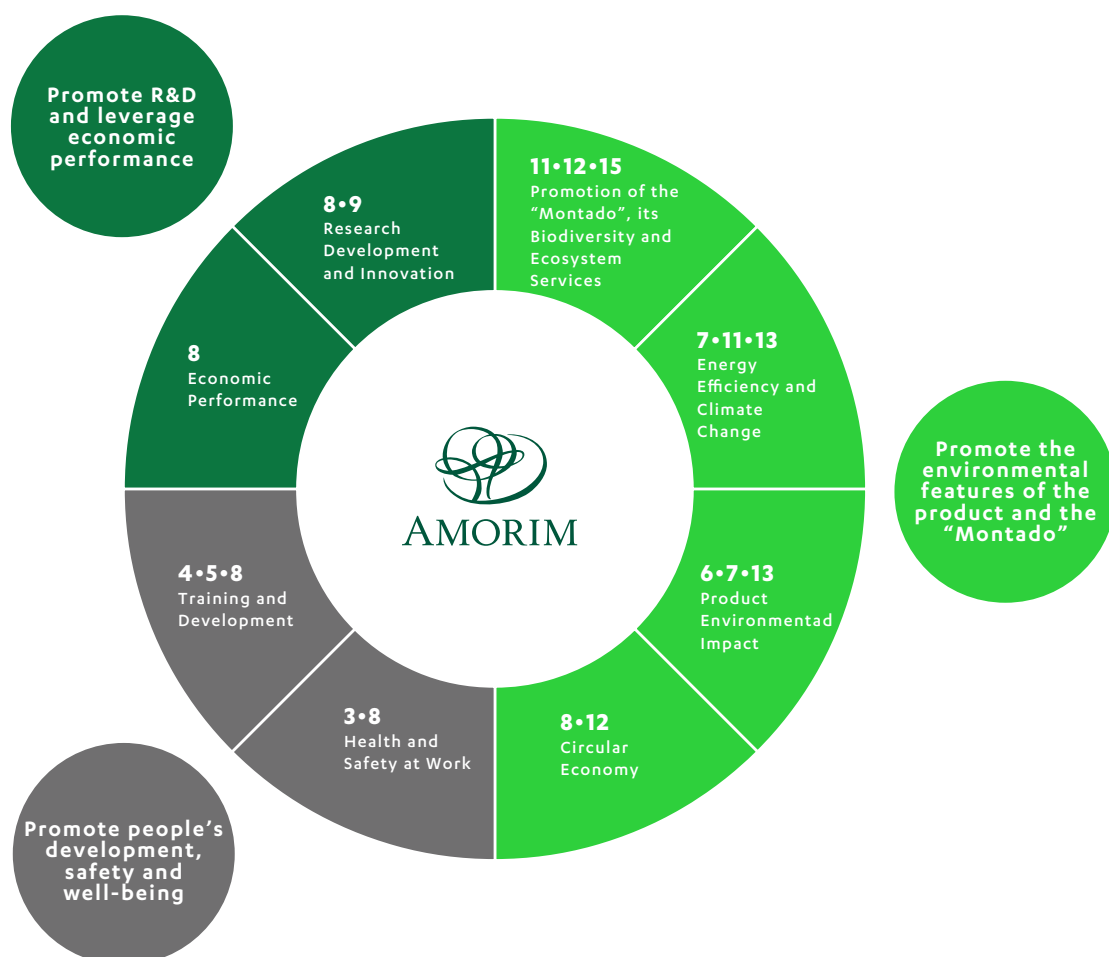 Promote R&D
and leverage
economic
performance
11•12•15
Promotion of the
“Montado”, its
Biodiversity and
Ecosystem
Services
8•9
Research
Development
and Innovation
7•11•13
Energy
Efficiency and
Climate
Change
8
Economic
Performance
AMORIM
Promote the
environmental
features of the
product and the
“Montado”
4•5•8
Training and
Development
6•7•13
Product
Environmentad
Impact
3•8
Health and
Safety at Work
8•12
Circular
Economy
Promote people’s
development,
safety and
well-being